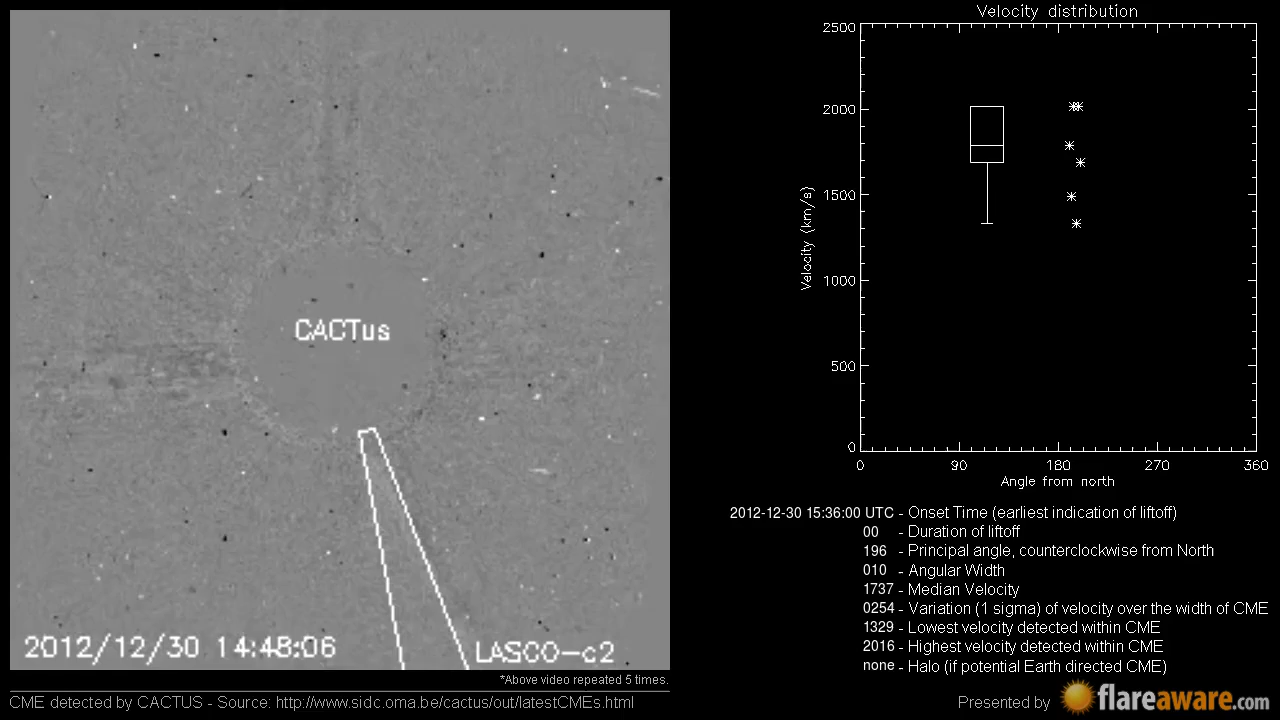 Velocity distribution
2500
2000
1500
1000
500
0
Velocity (km/s)
0 90 180 270 360
Angle from north
CACTus
2012/12/30 14:48:06
LASCO-c2
*Above video repeated 5 times.
CME detected by CACTUS - Source: http://www.sidc.oma.be/cactus/out/latestCMEs.html
2012-12-30 15:36:00 UTC - Onset Time (earliest indication of liftoff)
00 - Duration of liftoff
196 - Principal angle, counterclockwise from North
010 - Angular Width
1737 - Median Velocity
0254 - Variation (1 sigma) of velocity over the width of CME
1329 - Lowest velocity detected within CME
2016 - Highest velocity detected within CME
none - Halo (if potential Earth directed CME)
Presented by flareaware.com